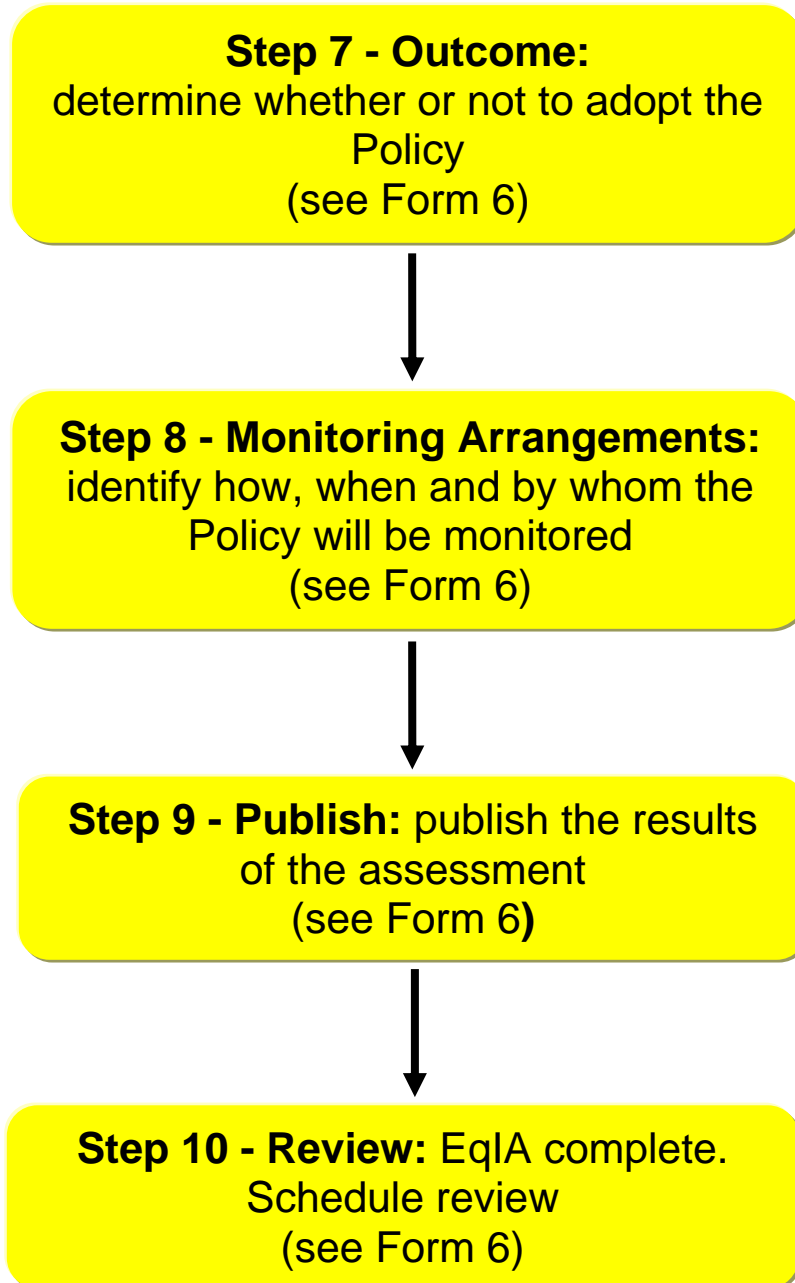 Step 7 - Outcome:
determine whether or not to adopt the
Policy
(see Form 6)
Step 8 - Monitoring Arrangements:
identify how, when and by whom the
Policy will be monitored
(see Form 6)
Step 9 - Publish: publish the results
of the assessment
(see Form 6)
Step 10 - Review: EqIA complete.
Schedule review
(see Form 6)